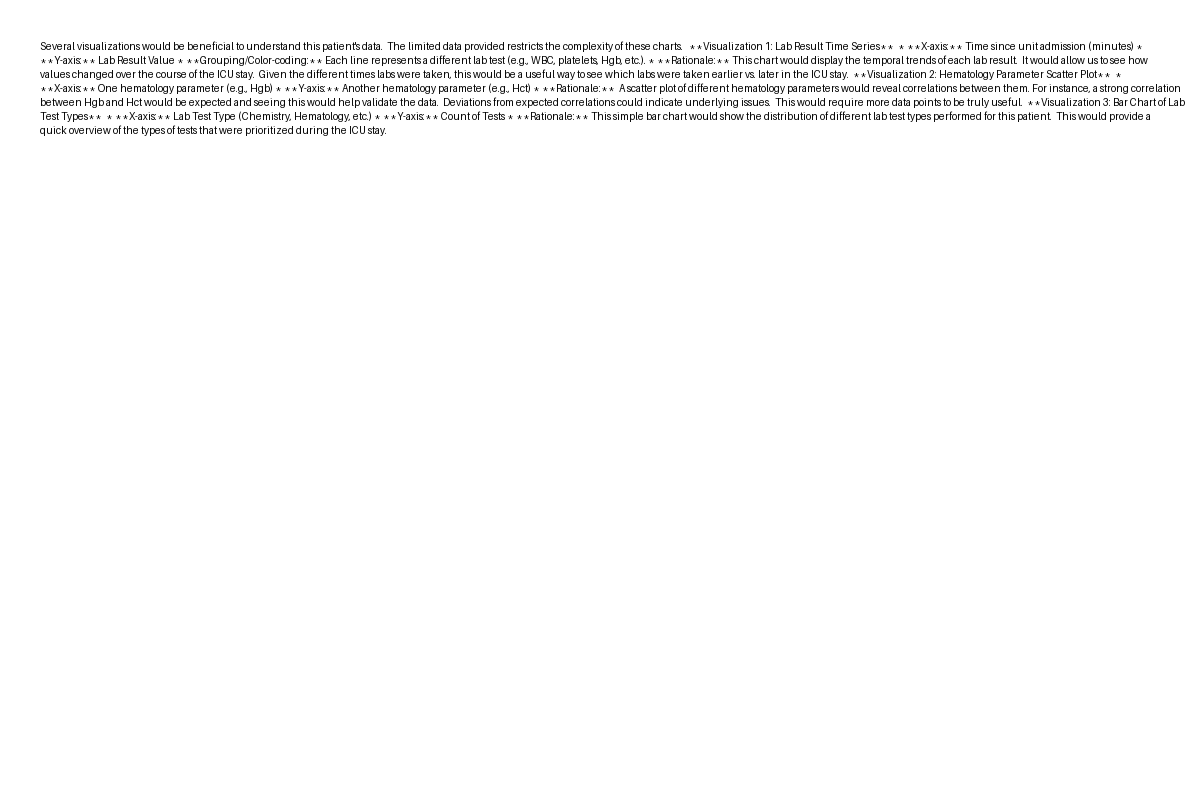 Several visualizations would be beneficial to understand this patient's data.  The limited data provided restricts the complexity of these charts.   **Visualization 1: Lab Result Time Series**  * **X-axis:** Time since unit admission (minutes) *
**Y-axis:** Lab Result Value * **Grouping/Color-coding:** Each line represents a different lab test (e.g., WBC, platelets, Hgb, etc.). * **Rationale:** This chart would display the temporal trends of each lab result.  It would allow us to see how
values changed over the course of the ICU stay.  Given the different times labs were taken, this would be a useful way to see which labs were taken earlier vs. later in the ICU stay.  **Visualization 2: Hematology Parameter Scatter Plot**  *
**X-axis:** One hematology parameter (e.g., Hgb) * **Y-axis:** Another hematology parameter (e.g., Hct) * **Rationale:**  A scatter plot of different hematology parameters would reveal correlations between them. For instance, a strong correlation
between Hgb and Hct would be expected and seeing this would help validate the data.  Deviations from expected correlations could indicate underlying issues.  This would require more data points to be truly useful.  **Visualization 3: Bar Chart of Lab
Test Types**  * **X-axis:** Lab Test Type (Chemistry, Hematology, etc.) * **Y-axis:** Count of Tests * **Rationale:** This simple bar chart would show the distribution of different lab test types performed for this patient.  This would provide a
quick overview of the types of tests that were prioritized during the ICU stay.